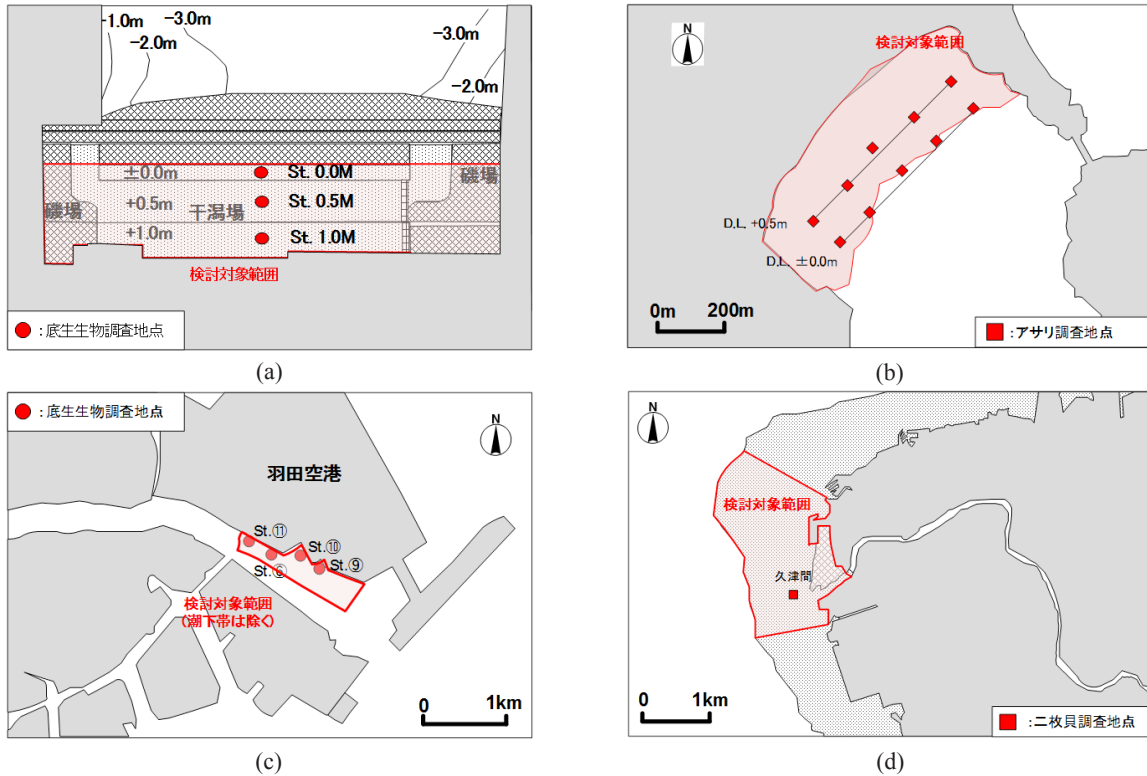 -1.0m
-2.0m
-3.0m
-3.0m
-2.0m
±0.0m
St. 0.0M
磯場
+0.5m
干潟場
St. 0.5M
磯場
+1.0m
St. 1.0M
検討対象範囲
:底生生物調査地点
(a)
N
検討対象範囲
D.L. +0.5m
D.L. ±0.0m
0m
200m
:アサリ調査地点
(b)
:底生生物調査地点
N
羽田空港
St.⑪
St.⑩
St.⑥
St.⑨
検討対象範囲
(潮下帯は除く)
0
1km
(c)
N
検討対象範囲
久津間
0
1km
:二枚貝調査地点
(d)